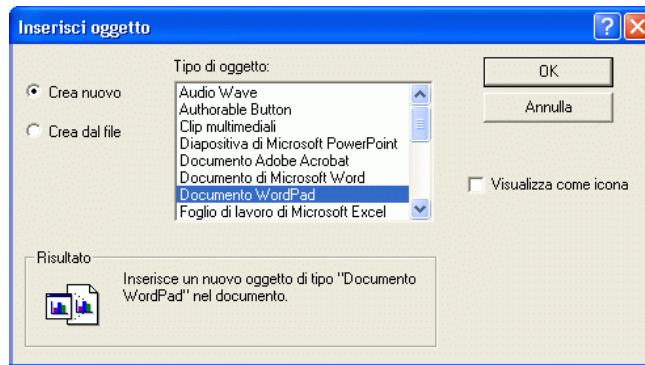 Inserisci oggetto
Tipo di oggetto:
Crea nuovo
Crea dal file
Audio Wave
Authorable Button
Clip multimediali
Diapositiva di Microsoft PowerPoint
Documento Adobe Acrobat
Documento di Microsoft Word
Documento WordPad
Foglio di lavoro di Microsoft Excel
OK
Annulla
Visualizza come icona
Risultato
Inserisce un nuovo oggetto di tipo "Documento
WordPad" nel documento.